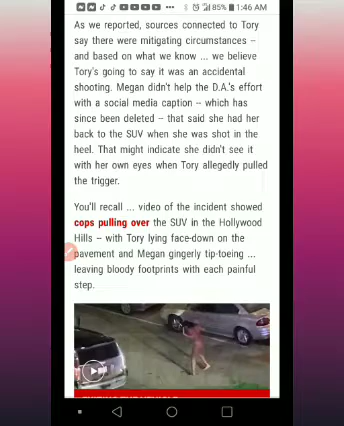 85% 1:46 AM
As we reported, sources connected to Tory
say there were mitigating circumstances --
and based on what we know ... we believe
Tory's going to say it was an accidental
shooting. Megan didn't help the D.A.'s effort
with a social media caption -- which has
since been deleted -- that said she had her
back to the SUV when she was shot in the
heel. That might indicate she didn't see it
with her own eyes when Tory allegedly pulled
the trigger.
You'll recall ... video of the incident showed
cops pulling over the SUV in the Hollywood
Hills -- with Tory lying face-down on the
pavement and Megan gingerly tip-toeing ...
leaving bloody footprints with each painful
step.